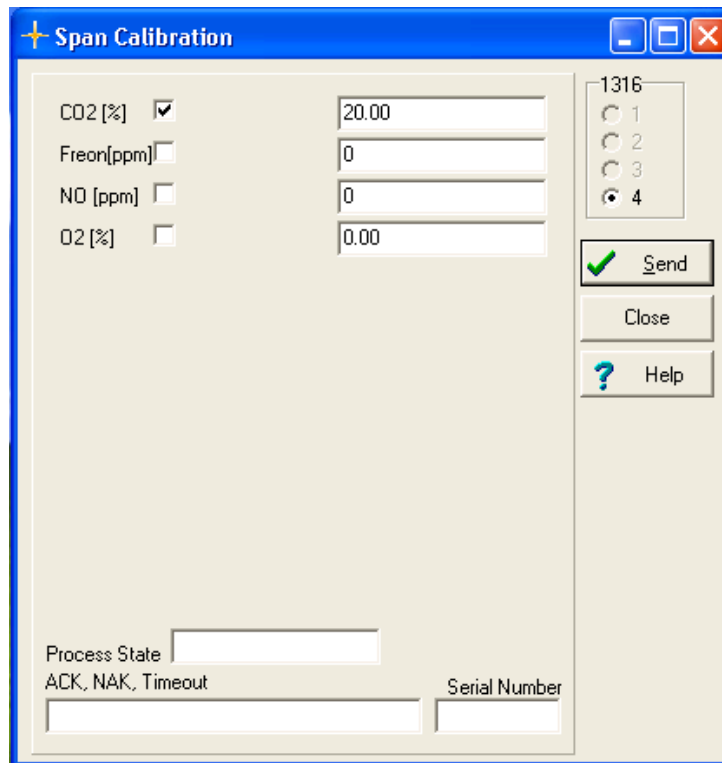 Span Calibration
CO2 [%] 20.00
Freon[ppm] 0
NO [ppm] 0
O2 [%] 0.00
1316
1
2
3
4
Send
Close
? Help
Process State
ACK, NAK, Timeout Serial Number